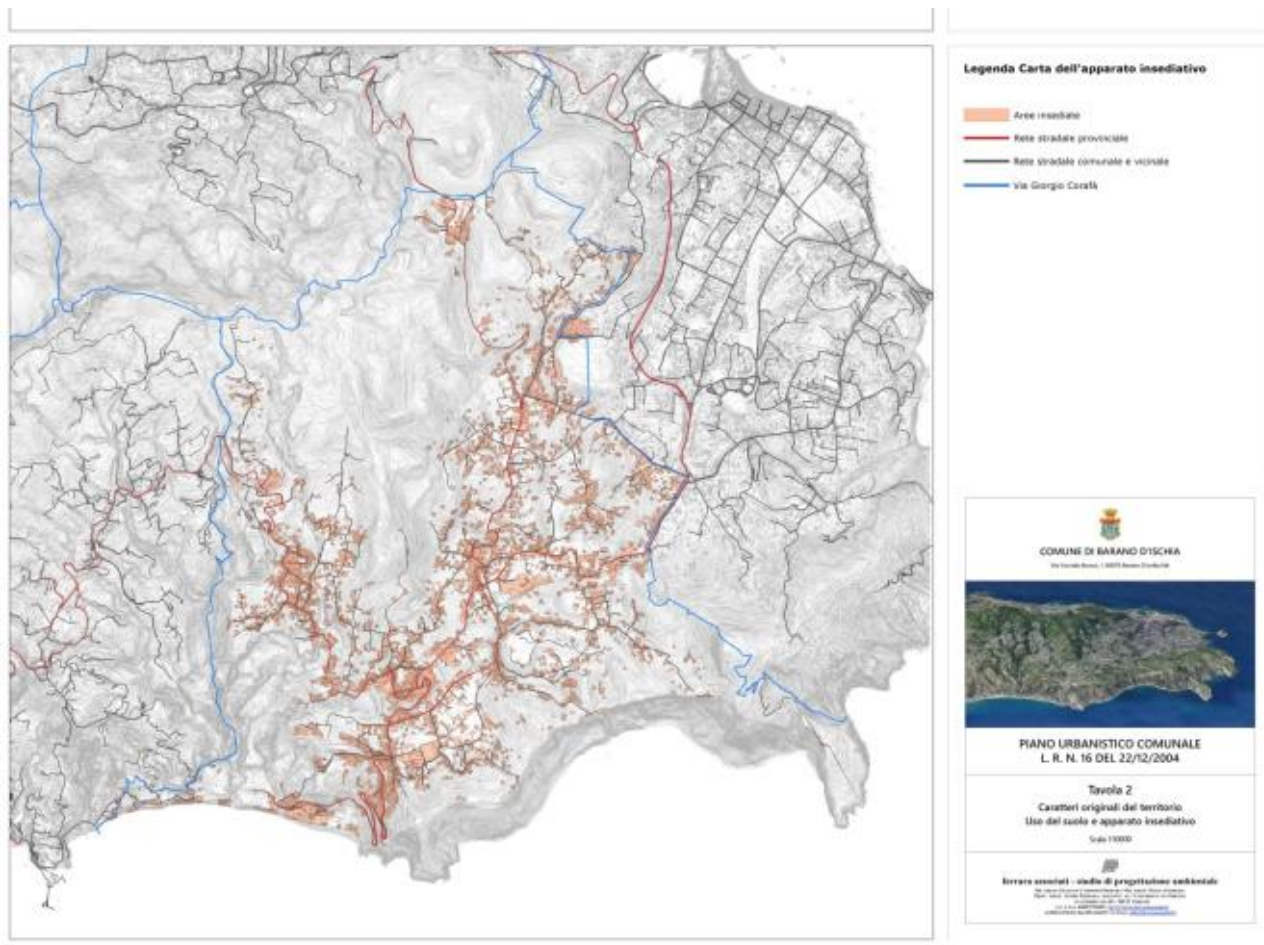 Legenda Carta dell'apparato insediativo
Aree insediate
Rete stradale provinciale
Rete stradale comunale e vicinale
Via Giorgio Corafà
COMUNE DI BARANO D'ISCHIA
PIANO URBANISTICO COMUNALE
L. R. N. 16 DEL 22/12/2004
Tavola 2
Caratteri originali del territorio
Uso del suolo e apparato insediativo
Ferrara associati - studio di progettazione ambientale